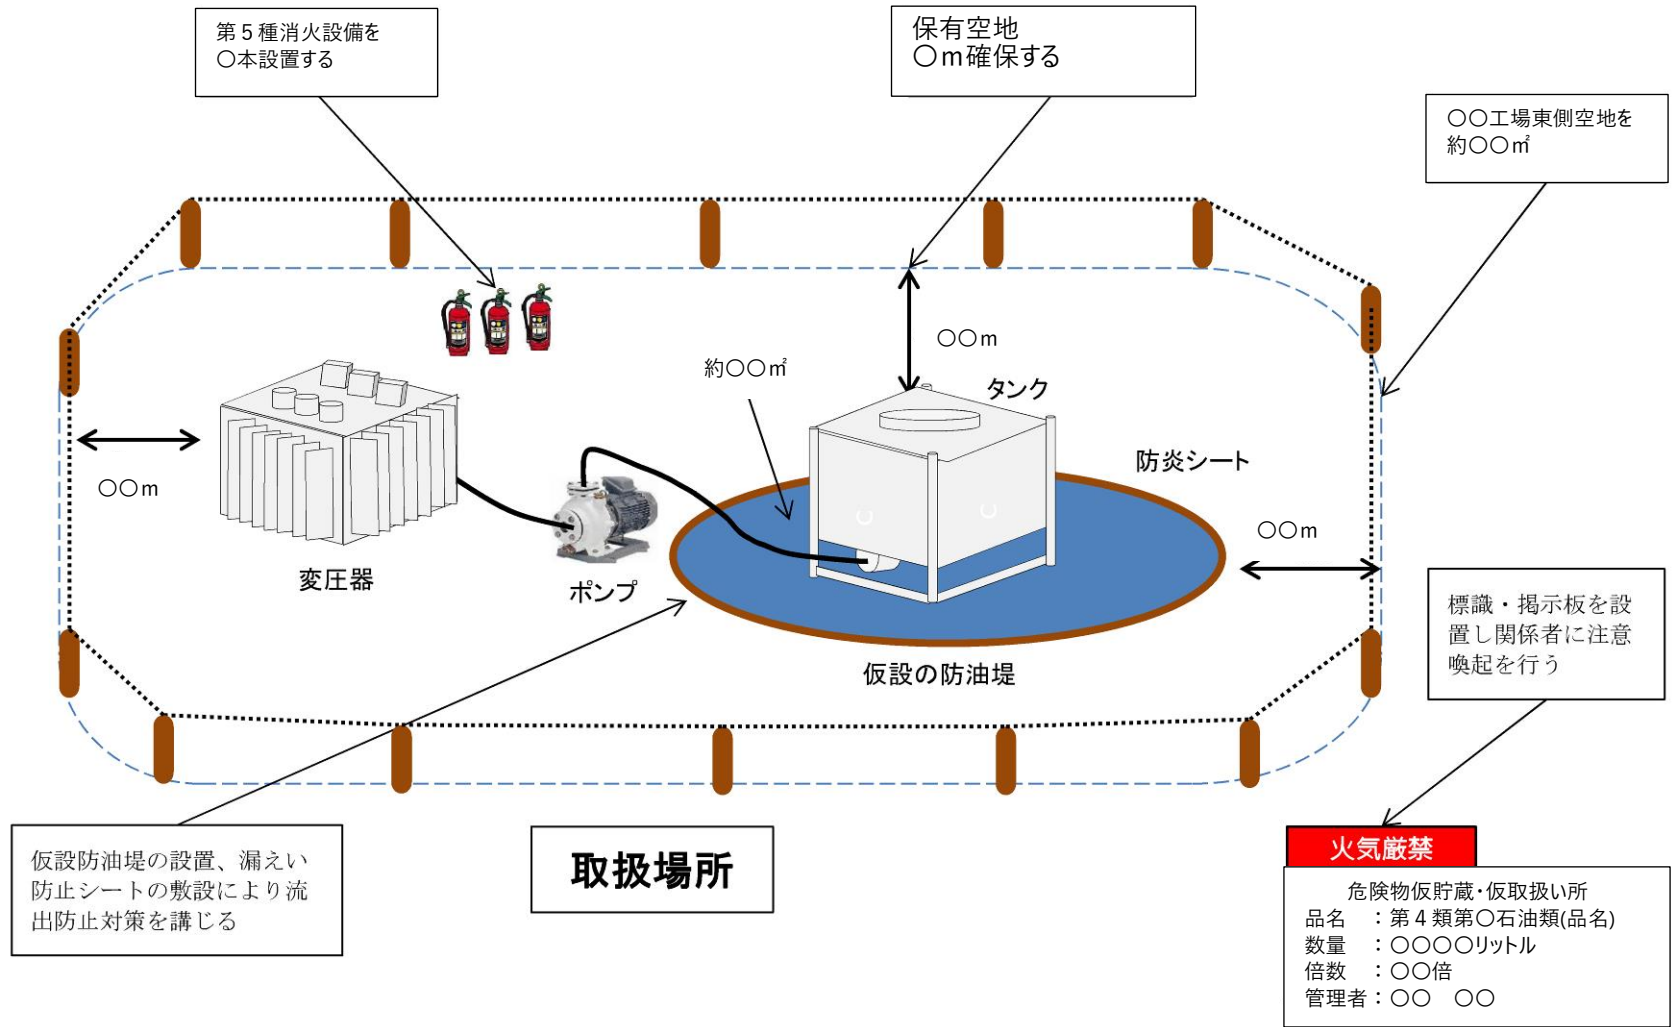 第5種消火設備を
〇本設置する
保有空地
〇m確保する
〇〇工場東側空地を
約〇〇㎡
〇〇m
約〇〇㎡
タンク
防炎シート
〇〇m
〇〇m
変圧器
ポンプ
仮設の防油堤
標識・掲示板を設
置し関係者に注意
喚起を行う
仮設防油堤の設置、漏えい
防止シートの敷設により流
出防止対策を講じる
取扱場所
火気厳禁
危険物仮貯蔵・仮取扱い所
品名 ：第4類第〇石油類(品名)
数量 ：〇〇〇〇リットル
倍数 ：〇〇倍
管理者：〇〇 〇〇